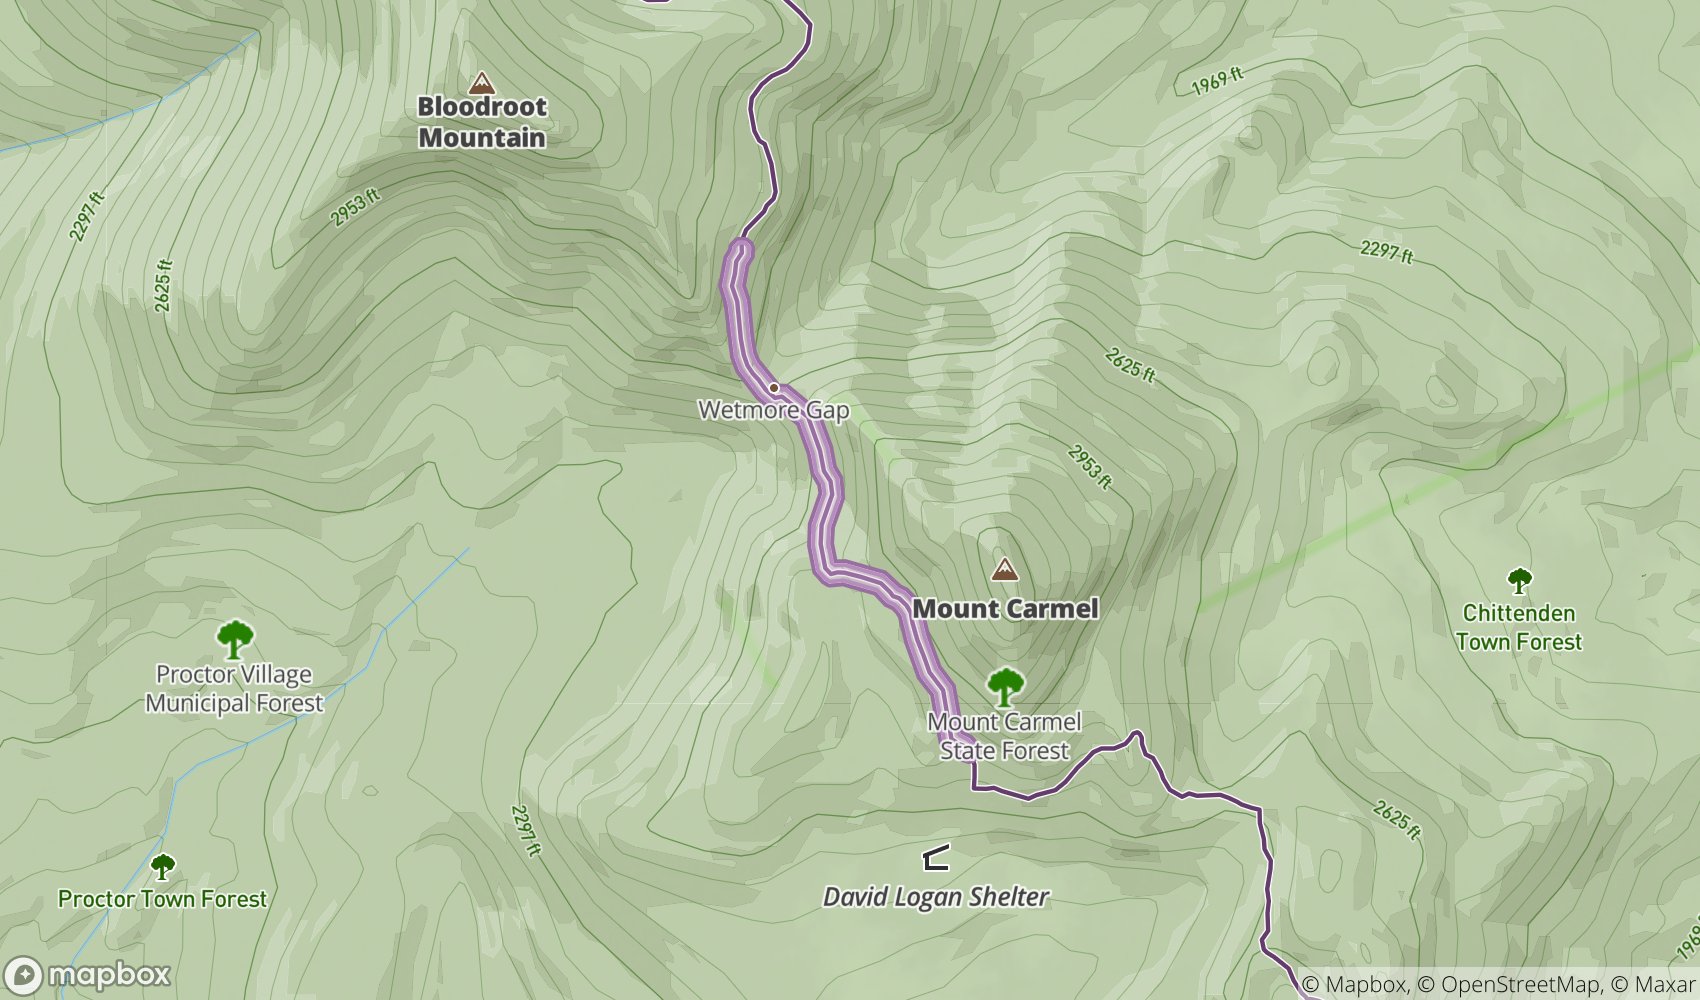 1969 ft
Bloodroot
Mountain
2953 ft
2297 ft
2297 ft
2625 ft
2625 ft
Wetmore Gap
2953 ft
Mount Carmel
Chittenden
Town Forest
Proctor Village
Municipal Forest
Mount Carmel
State Forest
2297 ft
2625 ft
David Logan Shelter
Proctor Town Forest
mapbox
© Mapbox, © OpenStreetMap, © Maxar